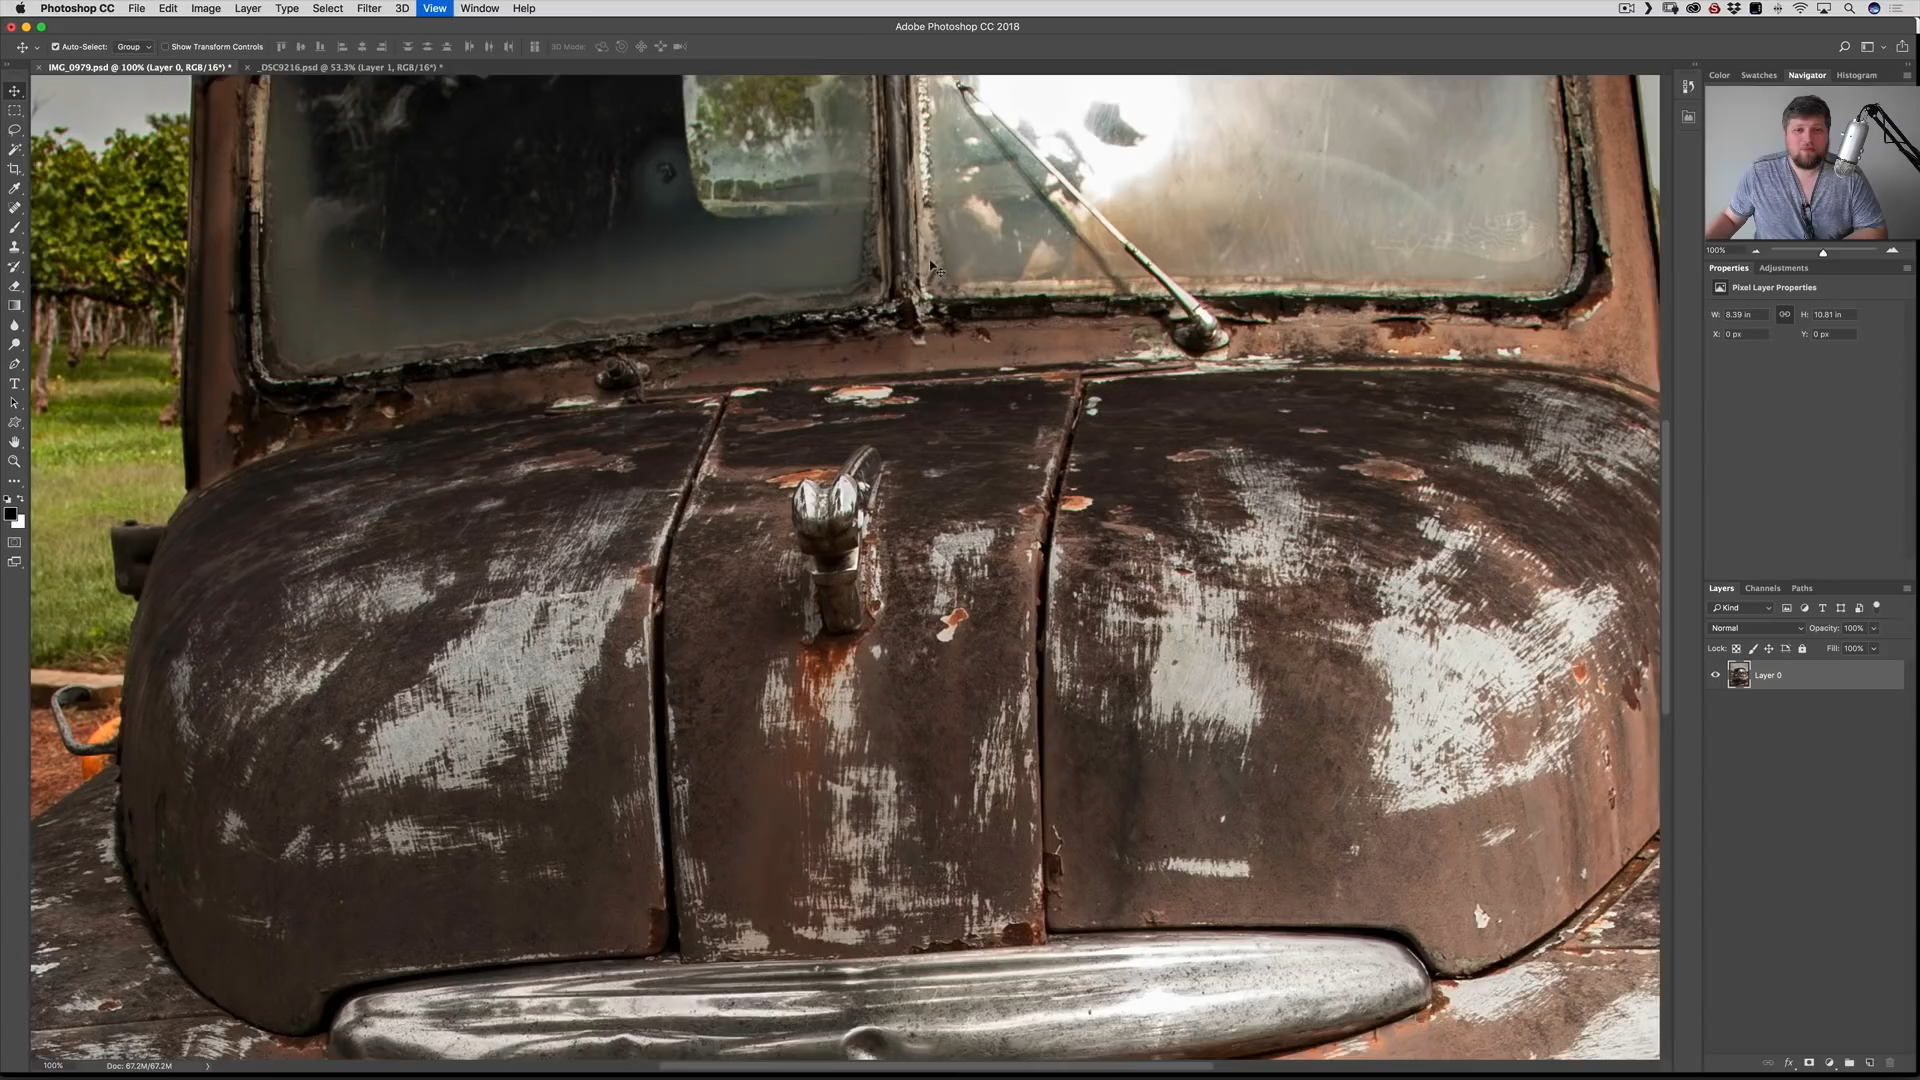 Photoshop CC File Edit Image Layer Type Select Filter 3D View Window Help
Adobe Photoshop CC 2018
Auto-Select: Group Show Transform Controls 3D Mode:
IMG_0979.psd @ 100% (Layer 0, RGB/16*) * _DSC9216.psd @ 53.3% (Layer 1, RGB/16*) *
Color Swatches Navigator Histogram
100%
Properties Adjustments
Pixel Layer Properties
W: 8.39 in H: 10.81 in
X: 0 px Y: 0 px
Layers Channels Paths
Kind
Normal Opacity: 100%
Lock: Fill: 100%
Layer 0
100% Doc: 67.2M/67.2M